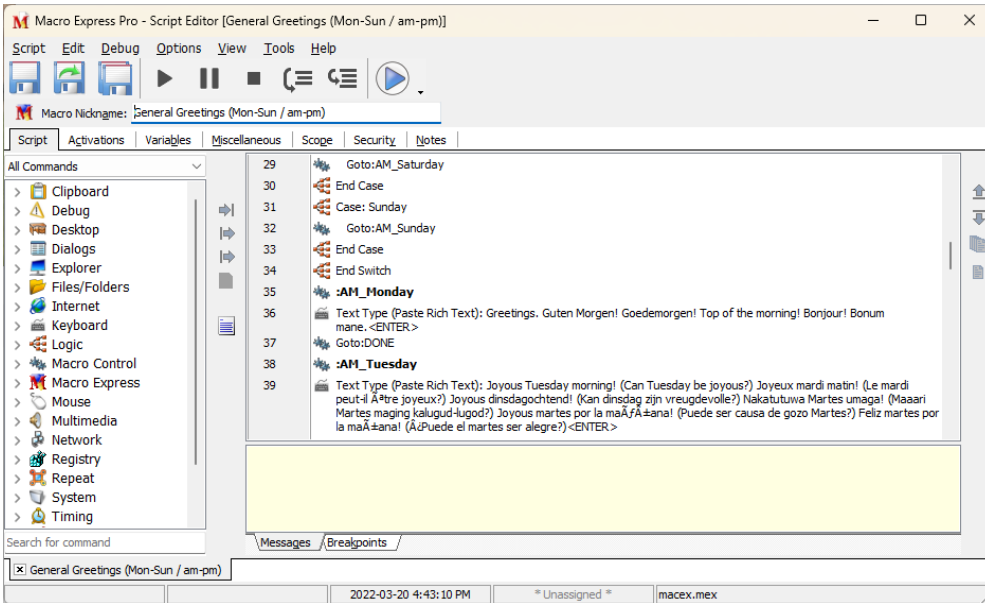 Macro Express Pro - Script Editor [General Greetings (Mon-Sun / am-pm)]
Script Edit Debug Options View Tools Help
Macro Nickname: General Greetings (Mon-Sun / am-pm)
Script Activations Variables Miscellaneous Scope Security Notes
All Commands
Clipboard
Debug
Desktop
Dialogs
Explorer
Files/Folders
Internet
Keyboard
Logic
Macro Control
Macro Express
Mouse
Multimedia
Network
Registry
Repeat
System
Timing
Search for command
29 Goto:AM_Saturday
30 End Case
31 Case: Sunday
32 Goto:AM_Sunday
33 End Case
34 End Switch
35 :AM_Monday
36 Text Type (Paste Rich Text): Greetings. Guten Morgen! Goedemorgen! Top of the morning! Bonjour! Bonum
mane.<ENTER>
37 Goto:DONE
38 :AM_Tuesday
39 Text Type (Paste Rich Text): Joyous Tuesday morning! (Can Tuesday be joyous?) Joyeux mardi matin! (Le mardi
peut-il Ãªtre joyeux?) Joyous dinsdagochtend! (Kan dinsdag zijn vreugdevolle?) Nakatutuwa Martes umaga! (Maaari
Martes maging kalugud-lugod?) Joyous martes por la maÃƒÂ±ana! (Puede ser causa de gozo Martes?) Feliz martes por
la maÃ±ana! (Â¿Puede el martes ser alegre?)<ENTER>
Messages Breakpoints
General Greetings (Mon-Sun / am-pm)
2022-03-20 4:43:10 PM * Unassigned * macex.mex